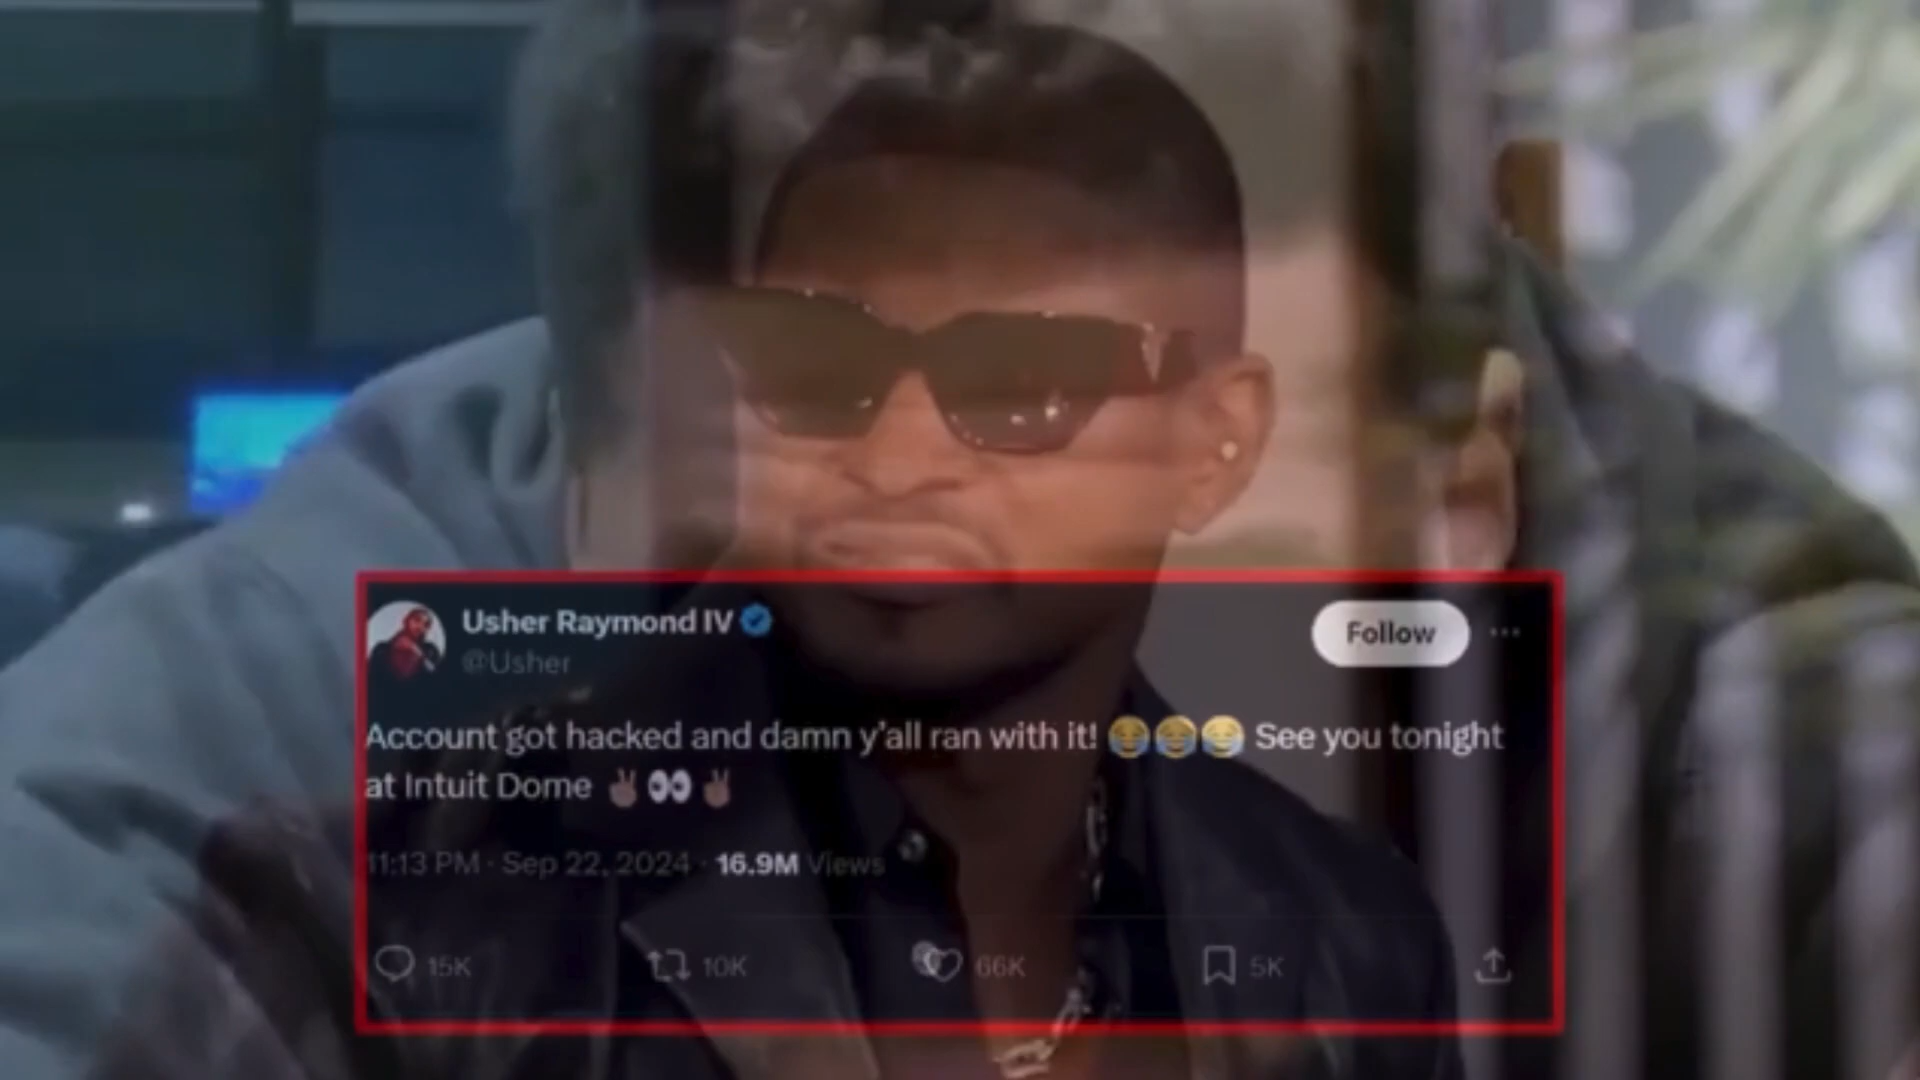 Usher Raymond IV
@Usher
Follow
Account got hacked and damn y'all ran with it! 😂😂😂 See you tonight
at Intuit Dome ✌🏽👀✌🏽
11:13 PM · Sep 22, 2024 · 16.9M Views
15K 10K 66K 5K